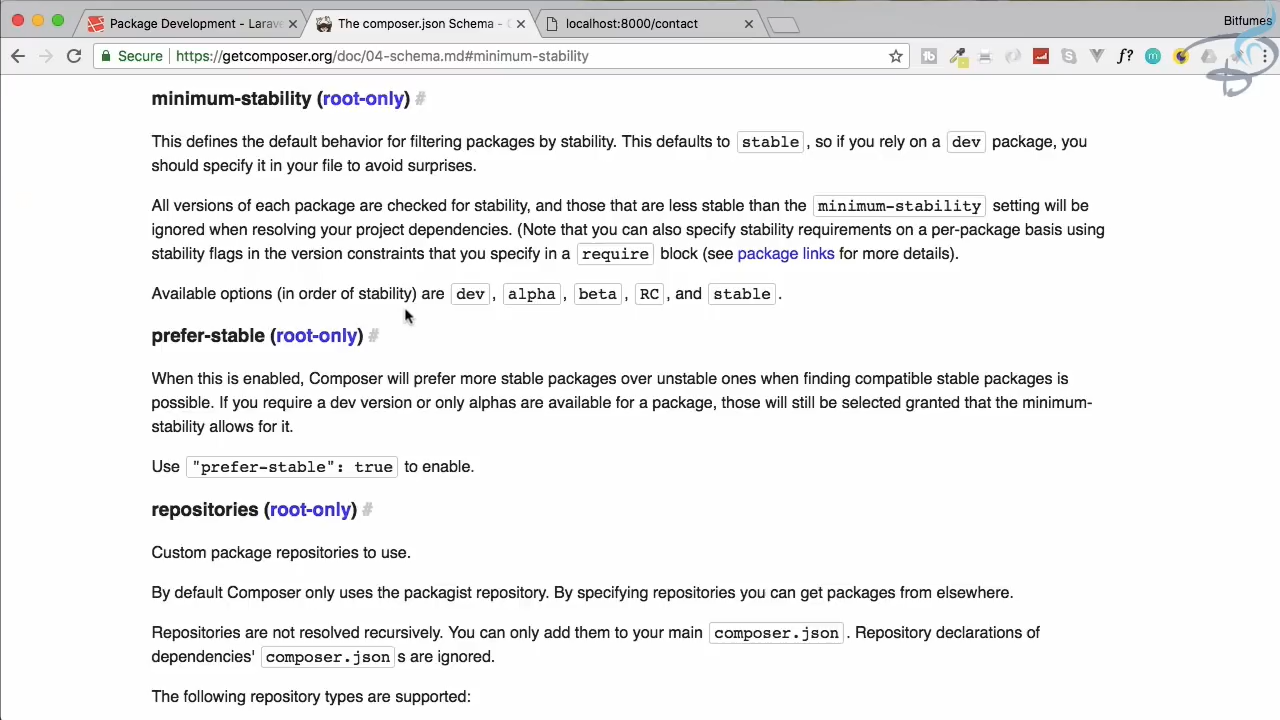 Package Development - Larave
The composer.json Schema - C
localhost:8000/contact
Bitfumes
Secure
https://getcomposer.org/doc/04-schema.md#minimum-stability
minimum-stability (root-only) #
This defines the default behavior for filtering packages by stability. This defaults to stable, so if you rely on a dev package, you
should specify it in your file to avoid surprises.
All versions of each package are checked for stability, and those that are less stable than the minimum-stability setting will be
ignored when resolving your project dependencies. (Note that you can also specify stability requirements on a per-package basis using
stability flags in the version constraints that you specify in a require block (see package links for more details).
Available options (in order of stability) are dev, alpha, beta, RC, and stable.
prefer-stable (root-only) #
When this is enabled, Composer will prefer more stable packages over unstable ones when finding compatible stable packages is
possible. If you require a dev version or only alphas are available for a package, those will still be selected granted that the minimum-
stability allows for it.
Use "prefer-stable": true to enable.
repositories (root-only) #
Custom package repositories to use.
By default Composer only uses the packagist repository. By specifying repositories you can get packages from elsewhere.
Repositories are not resolved recursively. You can only add them to your main composer.json. Repository declarations of
dependencies' composer.jsons are ignored.
The following repository types are supported: